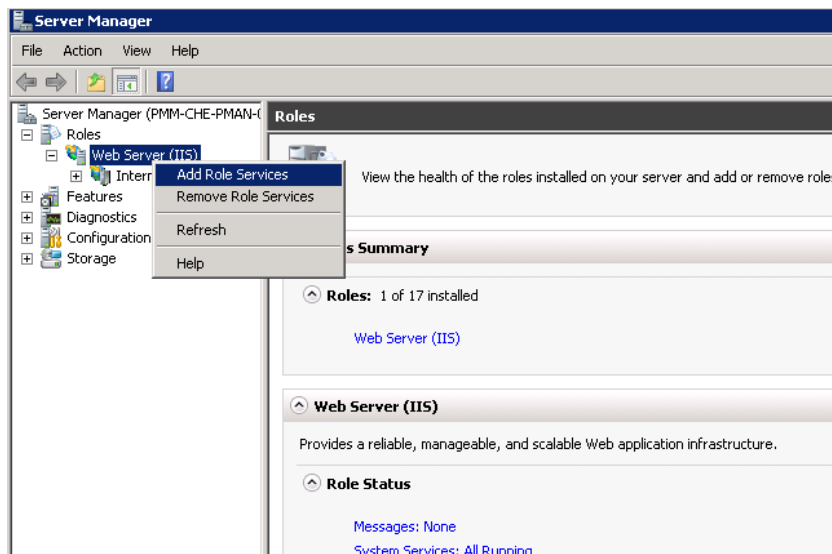 Server Manager
File Action View Help
Server Manager (PMM-CHE-PMAN-(
Roles
Web Server (IIS)
Intern
Features
Diagnostics
Configuration
Storage
Add Role Services
Remove Role Services
Refresh
Help
Roles
View the health of the roles installed on your server and add or remove roles
s Summary
Roles: 1 of 17 installed
Web Server (IIS)
Web Server (IIS)
Provides a reliable, manageable, and scalable Web application infrastructure.
Role Status
Messages: None
System Services: All Running